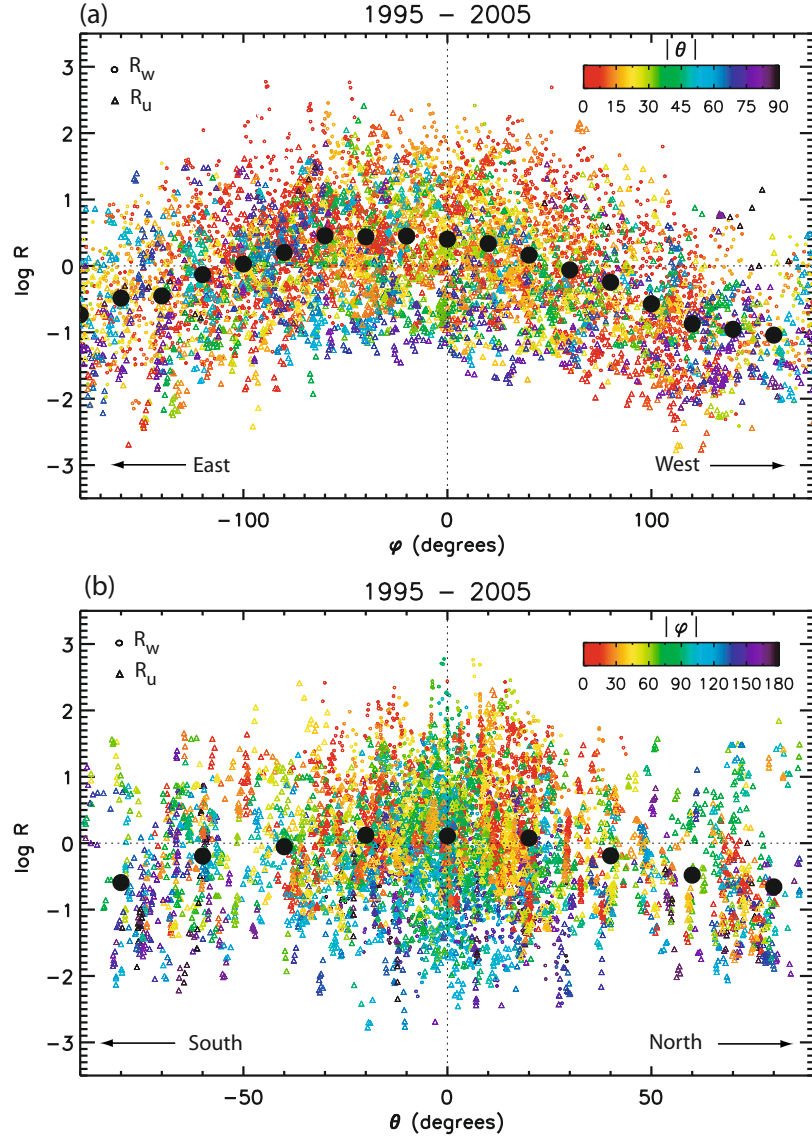 (a)
1995 – 2005
R_w
R_u
|θ|
0 15 30 45 60 75 90
3
2
1
0
−1
−2
−3
log R
East
West
−100 0 100
φ (degrees)
(b)
1995 – 2005
R_w
R_u
|φ|
0 30 60 90 120 150 180
3
2
1
0
−1
−2
−3
log R
South
North
−50 0 50
θ (degrees)